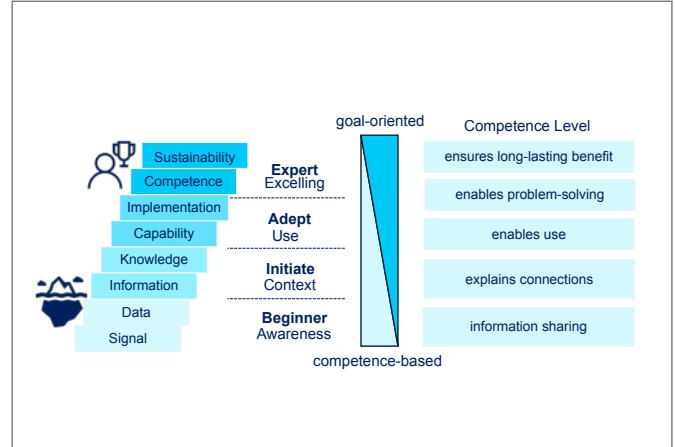 Sustainability
Competence
Implementation
Capability
Knowledge
Information
Data
Signal
Expert
Excelling
Adept
Use
Initiate
Context
Beginner
Awareness
goal-oriented
competence-based
Competence Level
ensures long-lasting benefit
enables problem-solving
enables use
explains connections
information sharing